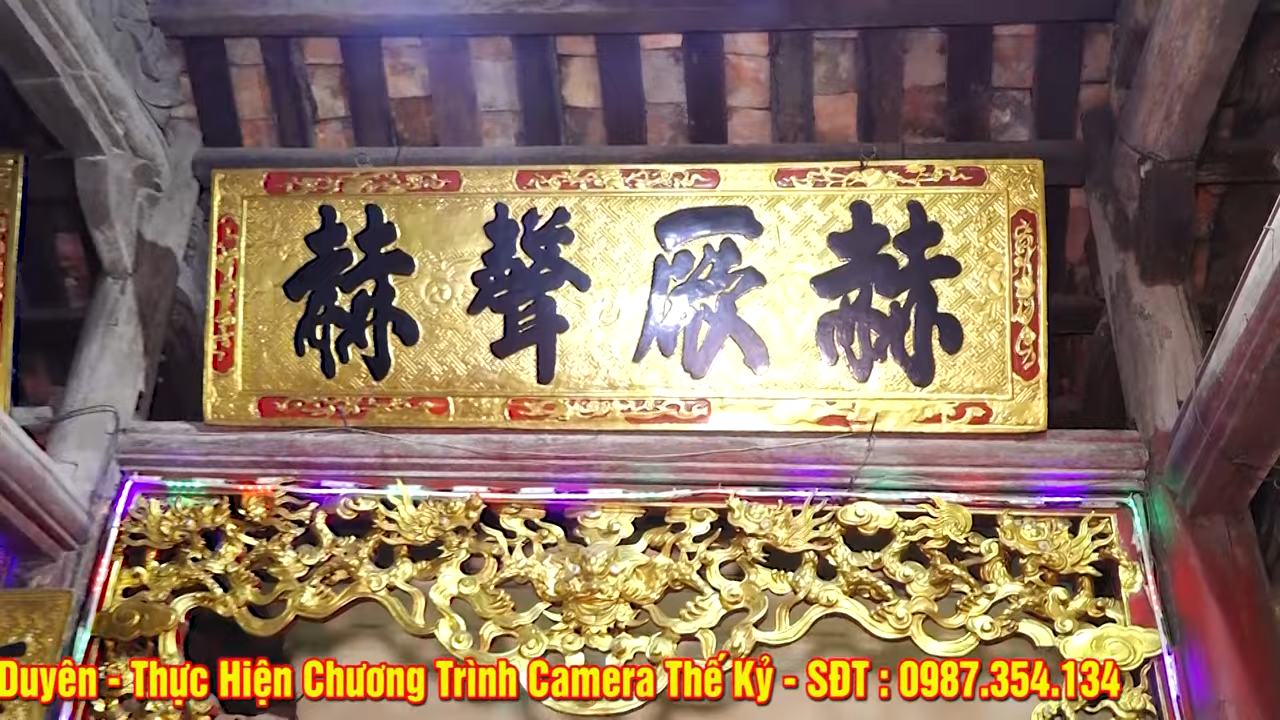 赫厥聲赫
Duyên - Thực Hiện Chương Trình Camera Thế Kỷ - SĐT : 0987.354.134